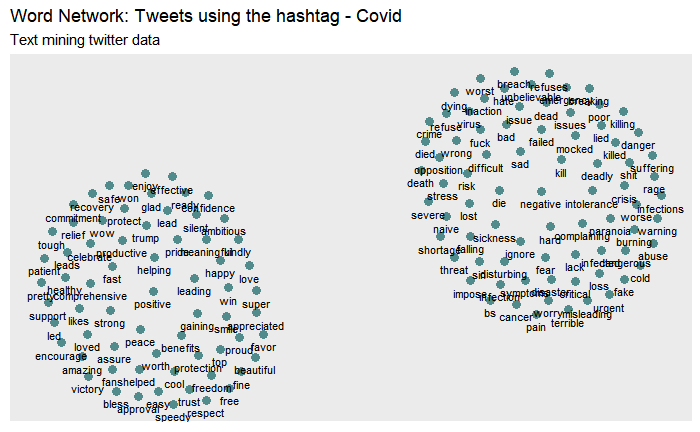 Word Network: Tweets using the hashtag - Covid
Text mining twitter data
breach refuses
worst unbelievable
hate emergency breaking
dying inaction
issue dead poor
refuse virus issues killing
crime bad failed lied
fuck mocked danger
died wrong killed
opposition difficult sad kill deadly shit suffering
death risk rage
stress die negative intolerance crisis
severe lost worse infections
naive paranoia warning
sickness hard complaining burning
shortage falling ignore abuse
threat sin disturbing fear lack infected dangerous
loss cold
impose infection symptoms disaster critical fake
bs cancer worry misleading urgent
pain terrible
enjoy effective
safe won
recovery glad ready confidence
commitment protect lead silent
relief wow trump ambitious
tough celebrate productive pride meaningful kindly
patient leads helping happy
healthy fast love
pretty comprehensive positive leading win super
support likes strong gaining smile appreciated
led loved peace benefits proud favor
encourage assure worth protection top
amazing fans helped cool beautiful
victory freedom fine
bless approval easy trust free
speedy respect